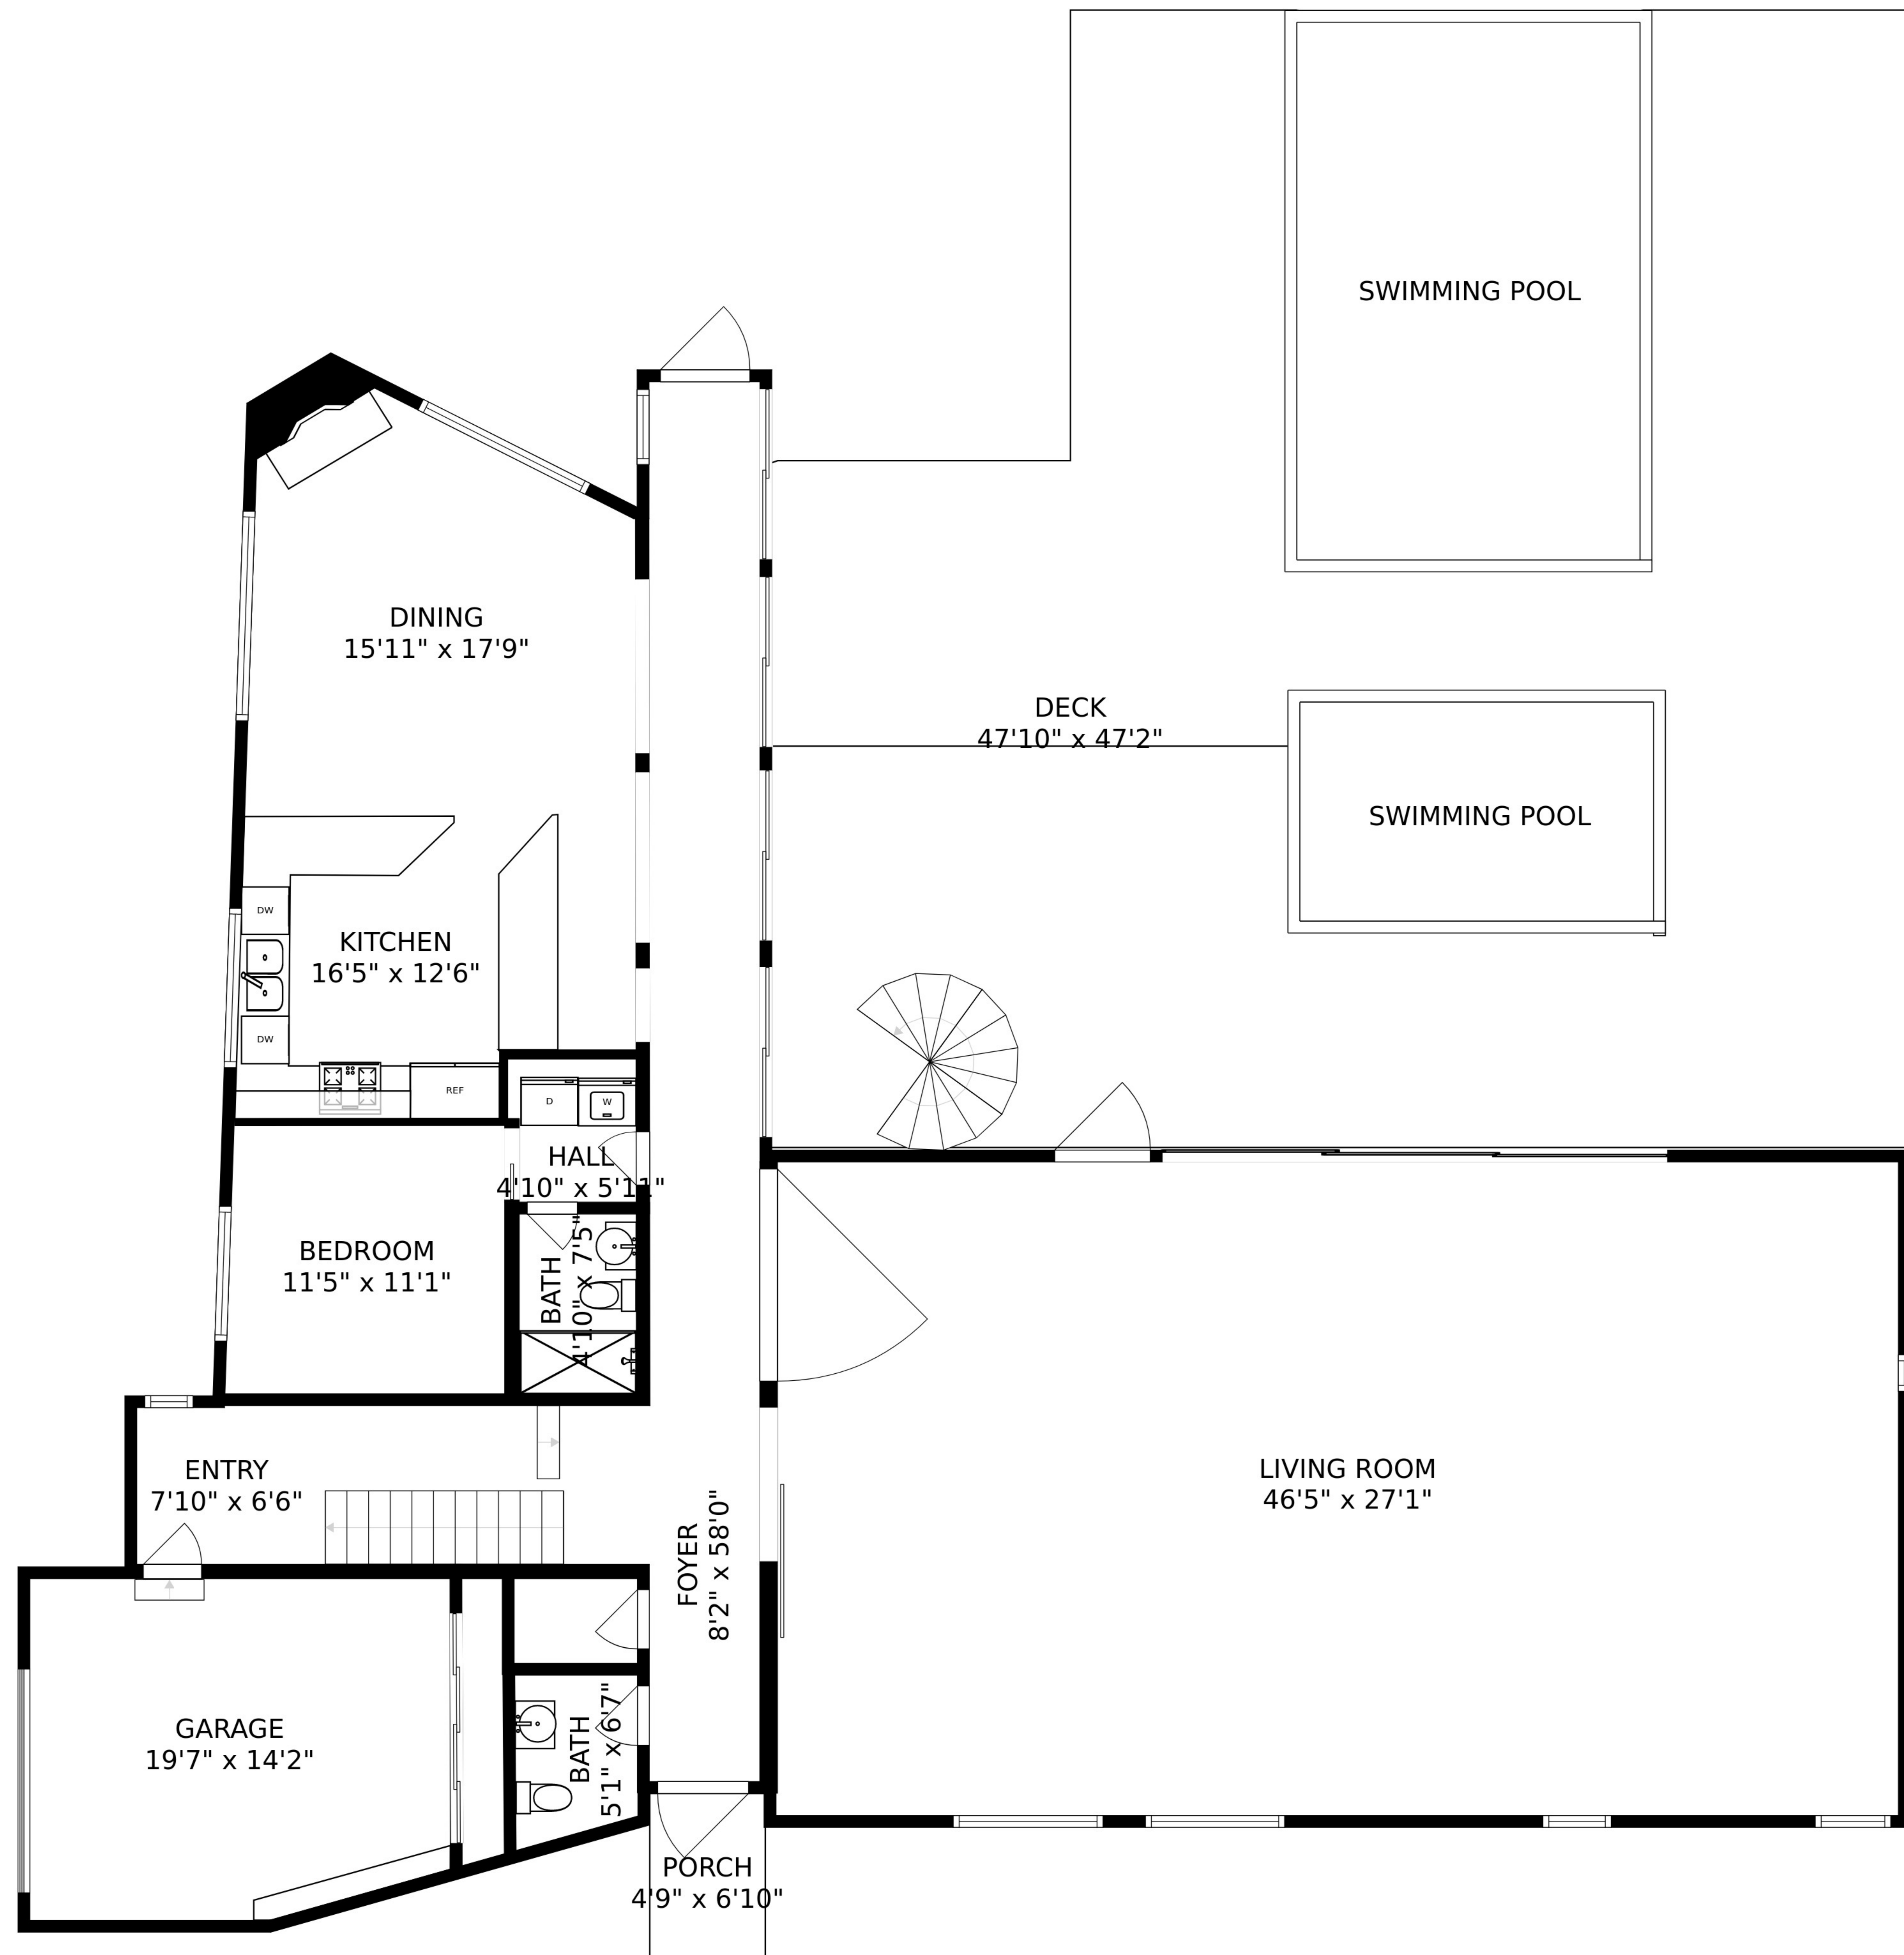 SWIMMING POOL
DINING
15'11" x 17'9"
DECK
47'10" x 47'2"
SWIMMING POOL
DW
KITCHEN
16'5" x 12'6"
DW
REF
D
W
HALL
4'10" x 5'11"
BEDROOM
11'5" x 11'1"
BATH
4'10" x 7'5"
ENTRY
7'10" x 6'6"
LIVING ROOM
46'5" x 27'1"
FOYER
8'2" x 58'0"
GARAGE
19'7" x 14'2"
BATH
5'1" x 6'7"
PORCH
4'9" x 6'10"